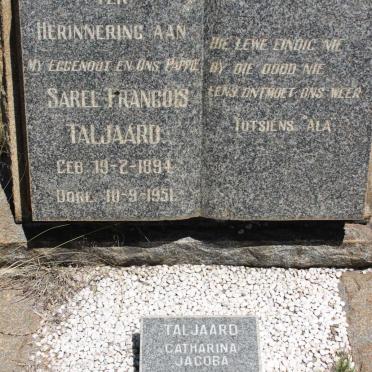 TER
HERINNERING AAN
MY EGGENOOT EN ONS PAPPIE
SAREL FRANCOIS
TALJAARD
GEB. 19-2-1894
OORL. 10-9-1951.
DIE LEWE EINDIG NIE
BY DIE DOOD NIE
EENS ONTMOET ONS WEER
TOTSIENS "ALA"
TALJAARD
CATHARINA
JACOBA